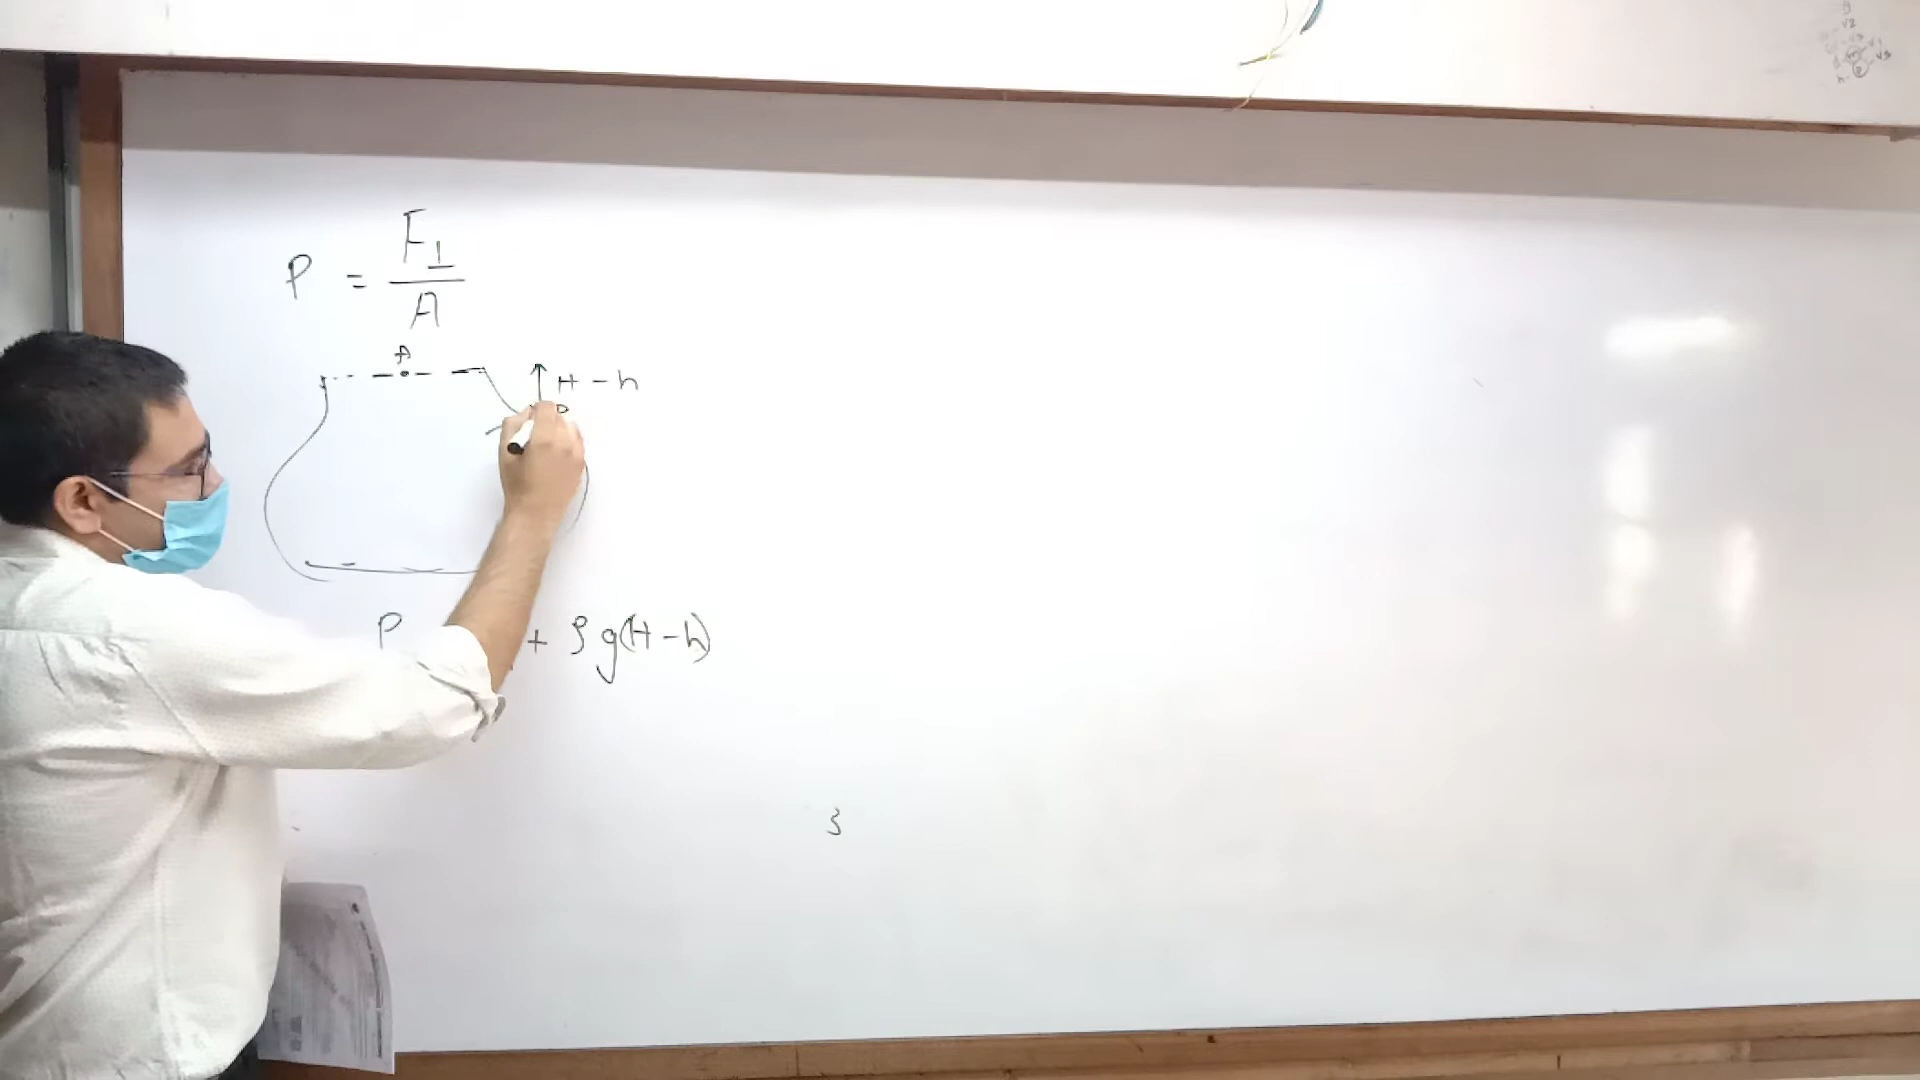 P = F⊥ / A
A
H - h
P
P + ρg(H-h)
3